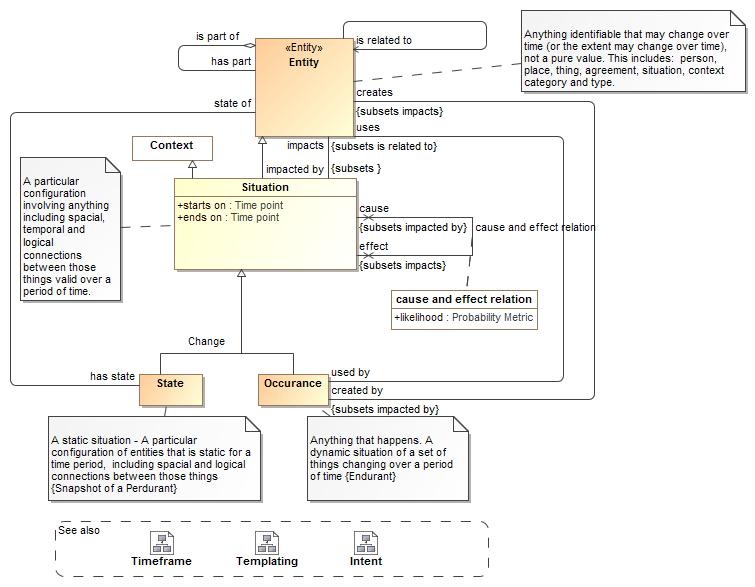 is part of
has part
«Entity»
Entity
is related to
Anything identifiable that may change over
time (or the extent may change over time),
not a pure value. This includes:  person,
place, thing, agreement, situation, context
category and type.
state of
creates
{subsets impacts}
uses
impacts
{subsets is related to}
impacted by
{subsets }
Context
A particular
configuration
involving anything
including spacial,
temporal and
logical
connections
between those
things valid over a
period of time.
Situation
+starts on : Time point
+ends on : Time point
cause
{subsets impacted by}
cause and effect relation
effect
{subsets impacts}
cause and effect relation
+likelihood : Probability Metric
Change
has state
State
Occurance
used by
created by
{subsets impacted by}
A static situation - A particular
configuration of entities that is static for a
time period,  including spacial and logical
connections between those things
{Snapshot of a Perdurant}
Anything that happens. A
dynamic situation of a set of
things changing over a period
of time {Endurant}
See also
Timeframe
Templating
Intent